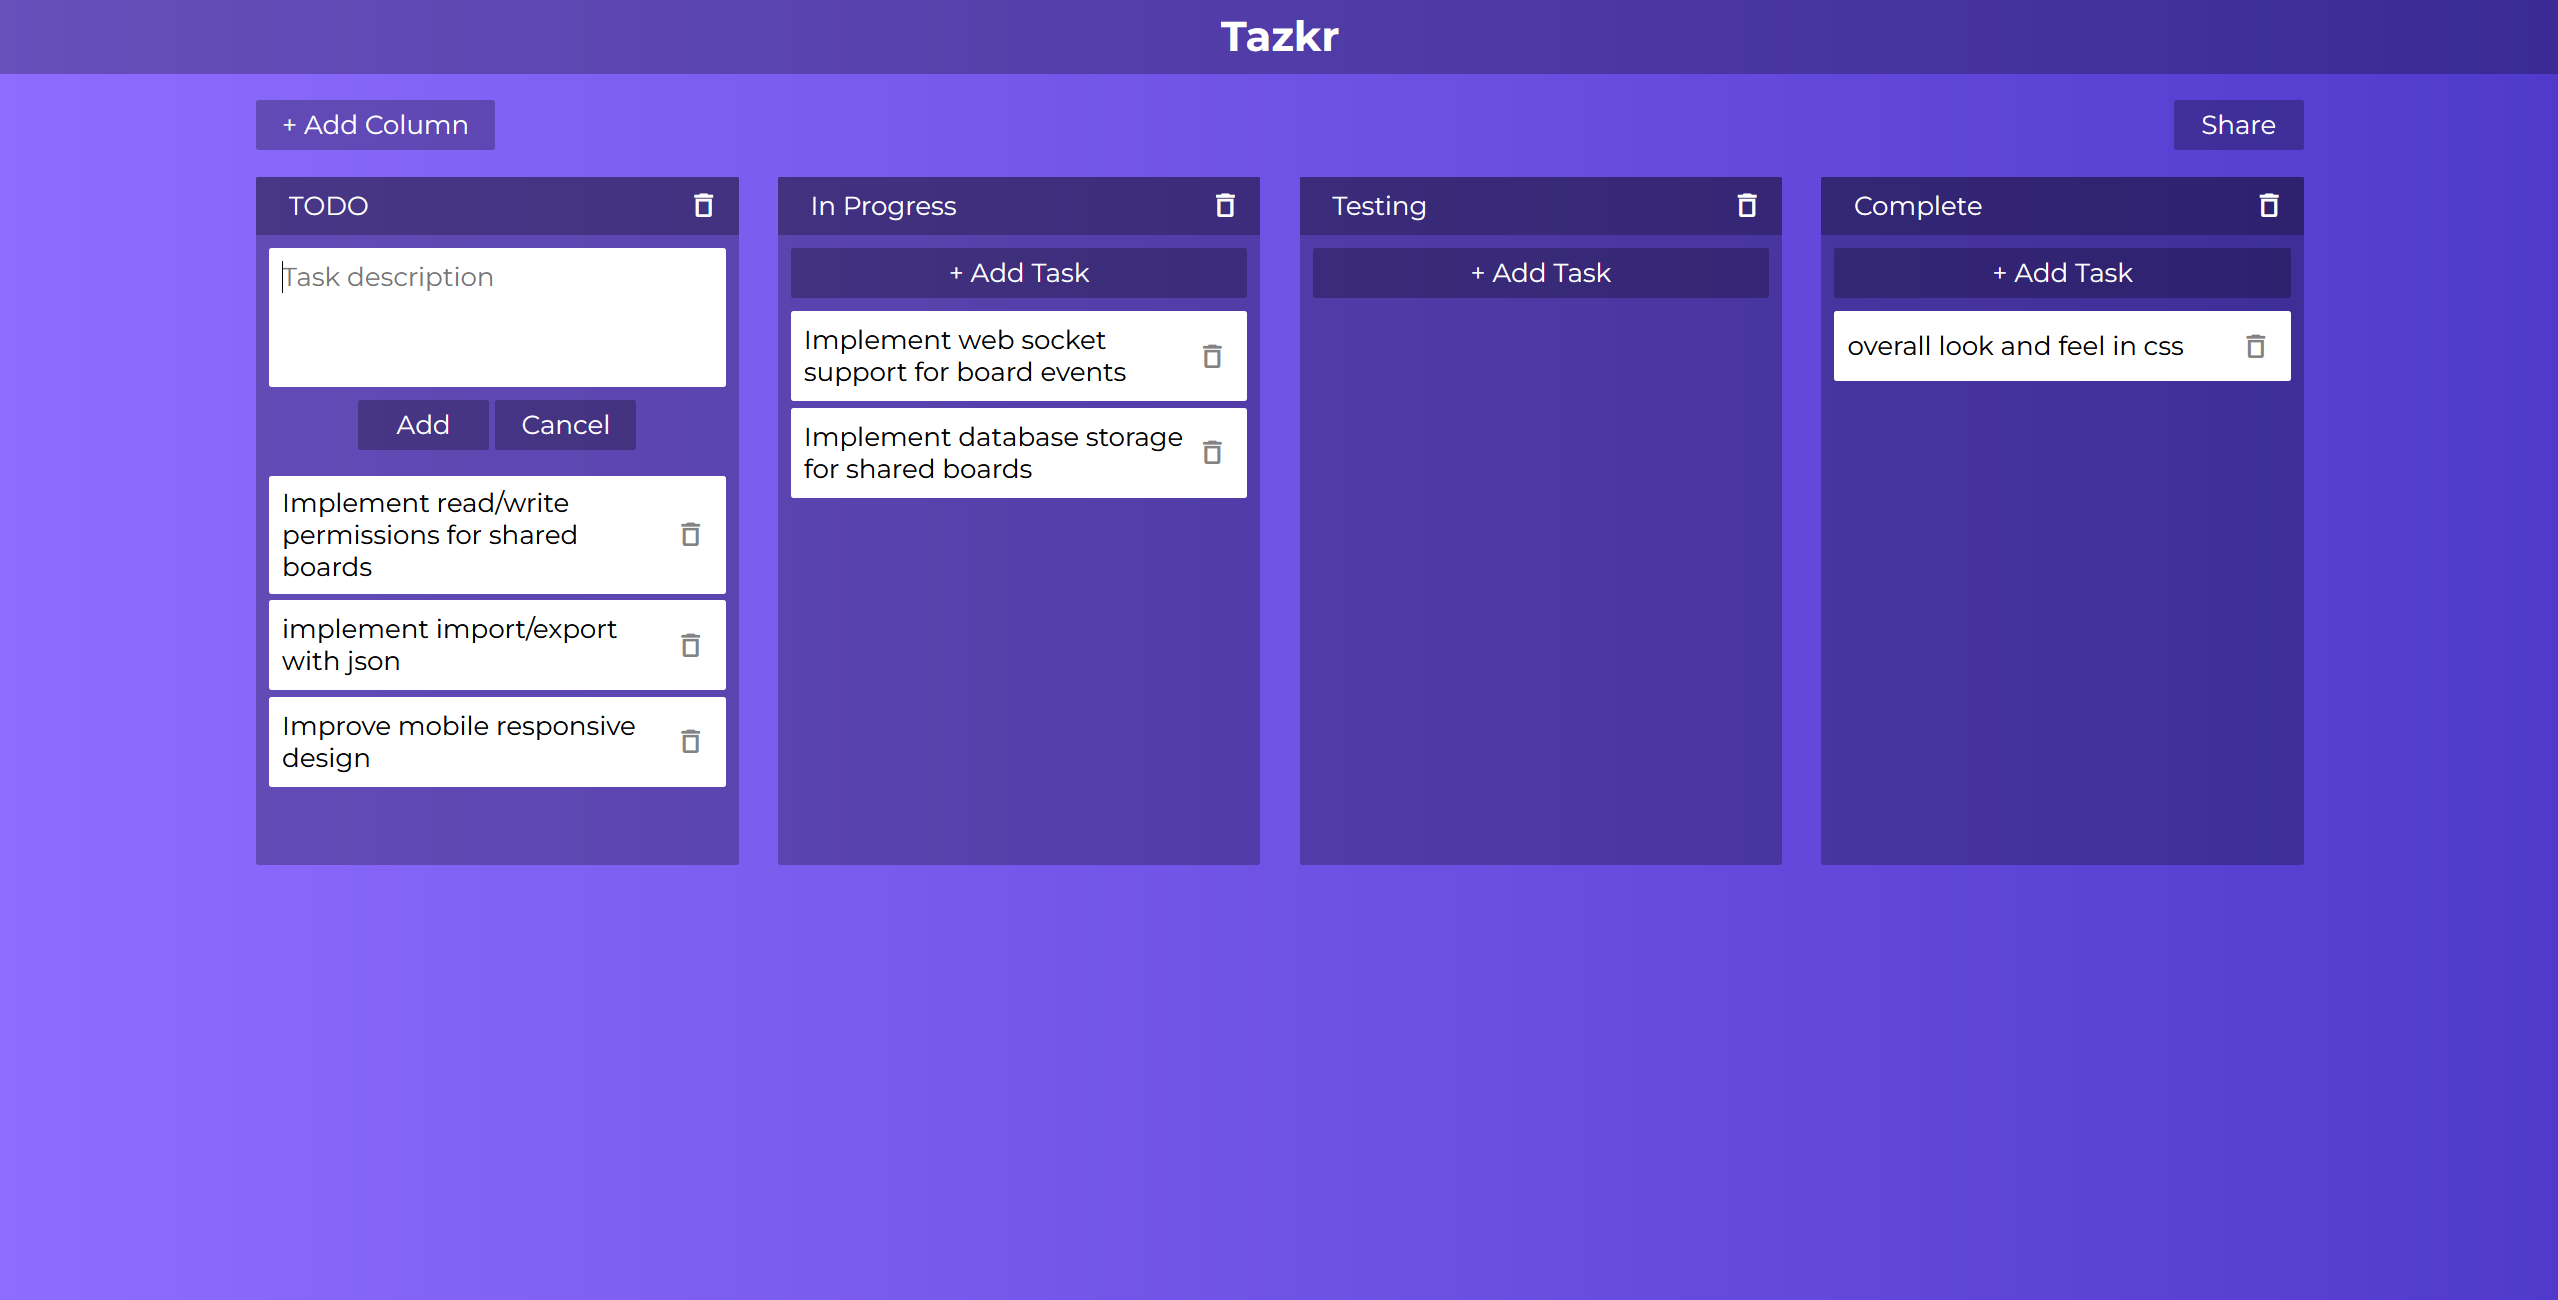 Tazkr
+ Add Column
Share
TODO
Task description
Add
Cancel
Implement read/write
permissions for shared
boards
implement import/export
with json
Improve mobile responsive
design
In Progress
+ Add Task
Implement web socket
support for board events
Implement database storage
for shared boards
Testing
+ Add Task
Complete
+ Add Task
overall look and feel in css